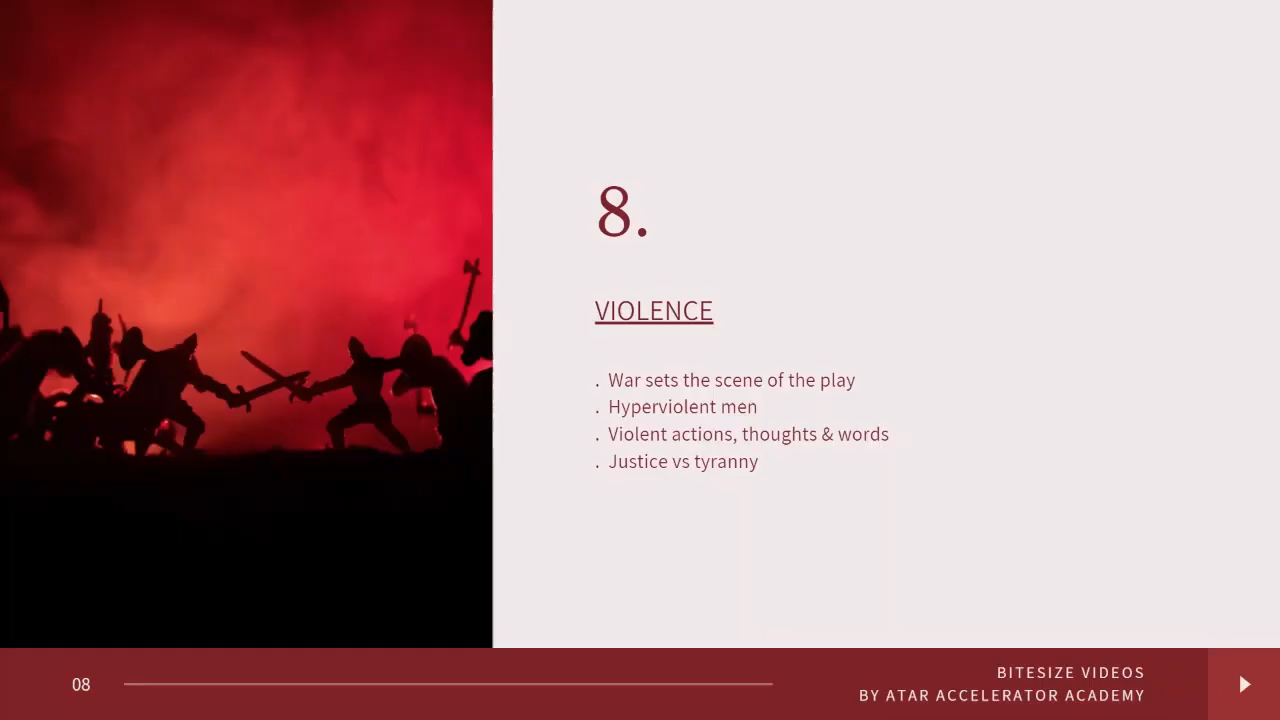 8.
VIOLENCE
. War sets the scene of the play
. Hyperviolent men
. Violent actions, thoughts & words
. Justice vs tyranny
08
BITESIZE VIDEOS
BY ATAR ACCELERATOR ACADEMY